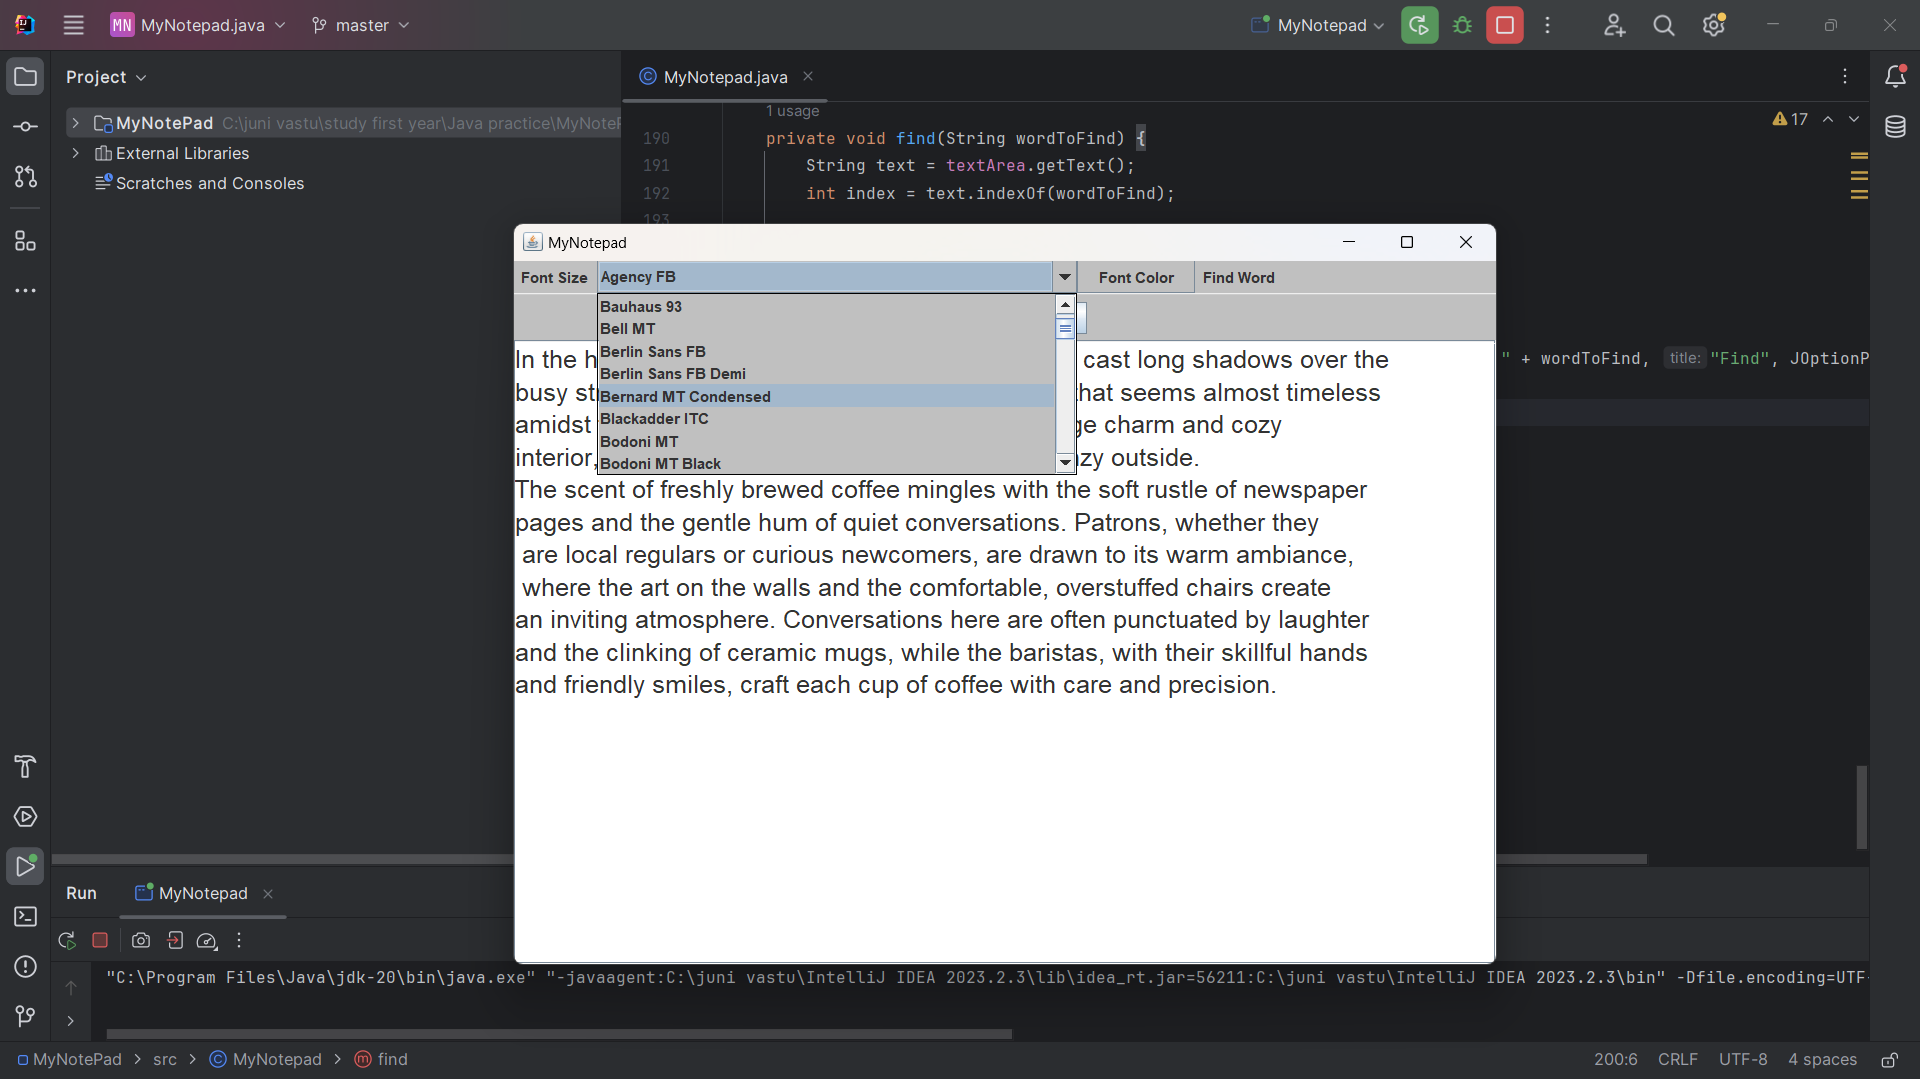 MN MyNotepad.java master MyNotepad
Project
MyNotepad.java
MyNotePad C:\juni vastu\study first year\Java practice\MyNoteP
External Libraries
Scratches and Consoles
1 usage
17
190 private void find(String wordToFind) {
191 String text = textArea.getText();
192 int index = text.indexOf(wordToFind);
193
MyNotepad
Font Size Agency FB Font Color Find Word
Bauhaus 93
Bell MT
Berlin Sans FB
Berlin Sans FB Demi
Bernard MT Condensed
Blackadder ITC
Bodoni MT
Bodoni MT Black
In the h cast long shadows over the
busy st that seems almost timeless
amidst ge charm and cozy
interior, zy outside.
The scent of freshly brewed coffee mingles with the soft rustle of newspaper
pages and the gentle hum of quiet conversations. Patrons, whether they
are local regulars or curious newcomers, are drawn to its warm ambiance,
where the art on the walls and the comfortable, overstuffed chairs create
an inviting atmosphere. Conversations here are often punctuated by laughter
and the clinking of ceramic mugs, while the baristas, with their skillful hands
and friendly smiles, craft each cup of coffee with care and precision.
" + wordToFind, title: "Find", JOptionP
Run MyNotepad
"C:\Program Files\Java\jdk-20\bin\java.exe" "-javaagent:C:\juni vastu\IntelliJ IDEA 2023.2.3\lib\idea_rt.jar=56211:C:\juni vastu\IntelliJ IDEA 2023.2.3\bin" -Dfile.encoding=UTF-
MyNotePad > src > MyNotepad > find
200:6 CRLF UTF-8 4 spaces